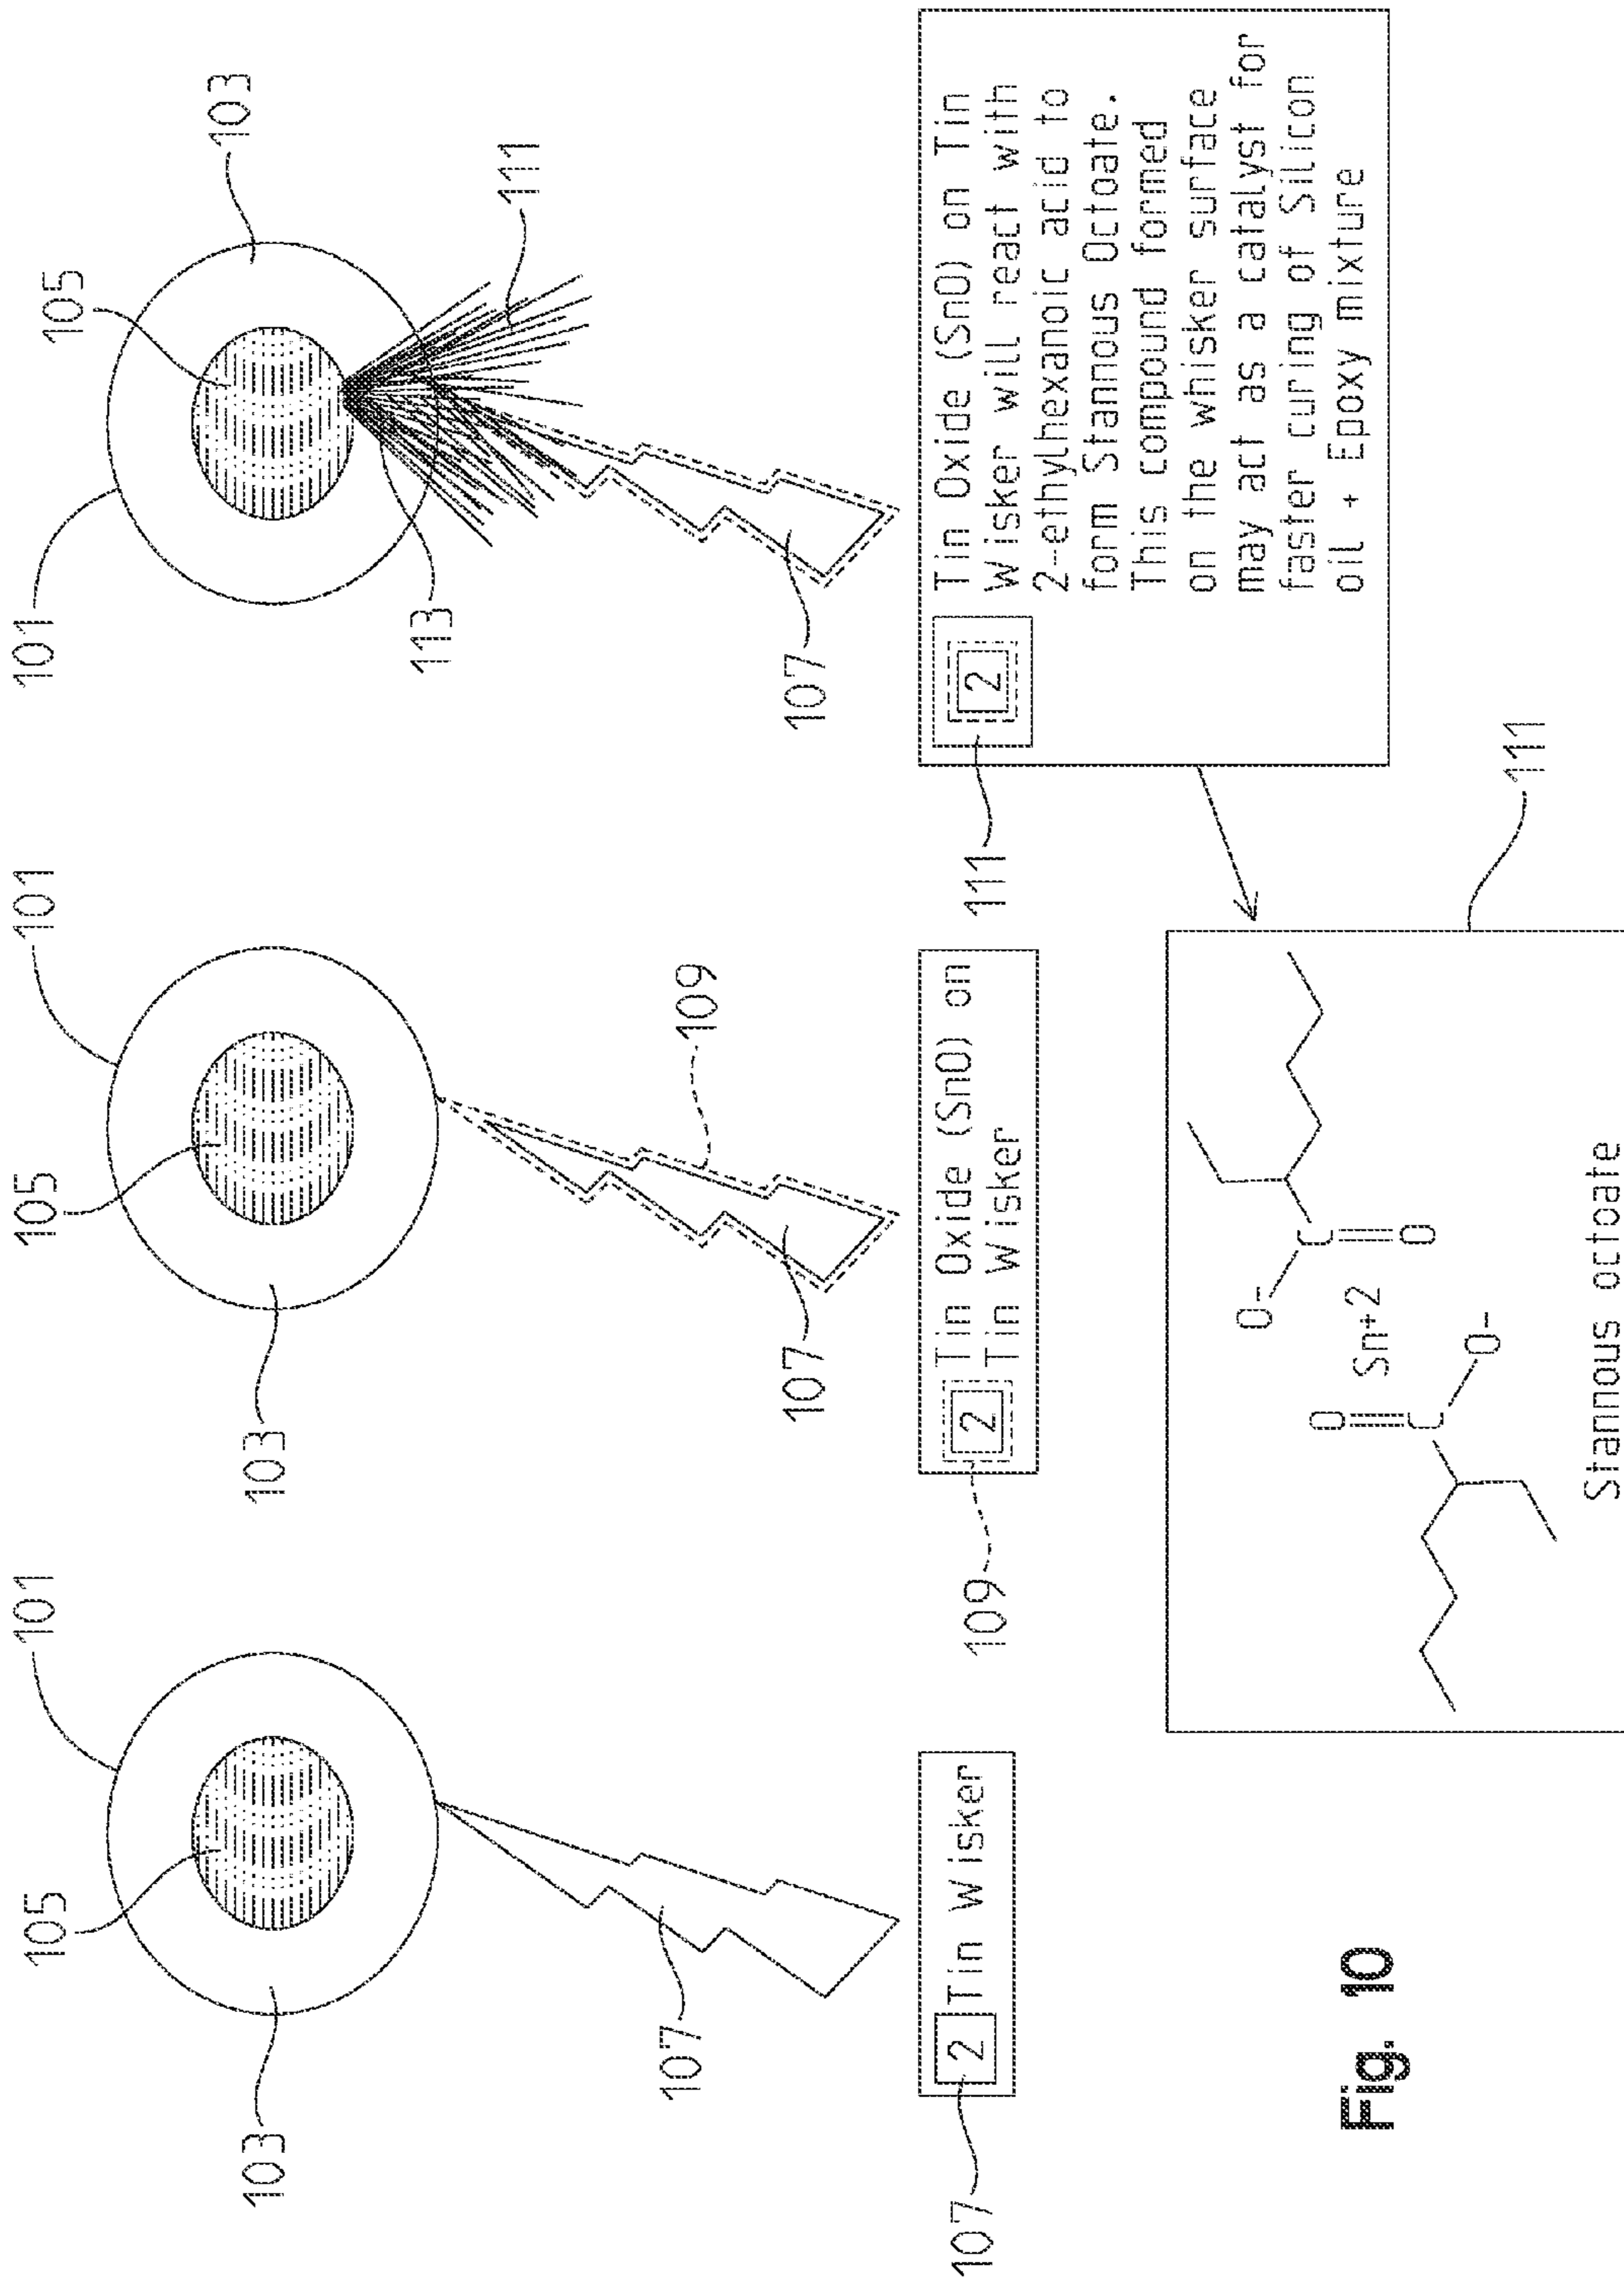 105
101
103
107
107
2 Tin Wisker
105
101
103
109
107
109
2 Tin Oxide (SnO) on
Tin Wisker
101
105
103
113
111
107
111
2
Tin Oxide (SnO) on Tin
Wisker will react with
2-ethylhexanoic acid to
form Stannous Octoate.
This compound formed
on the whisker surface
may act as a catalyst for
faster curing of Silicon
oil + Epoxy mixture
111
O-
C
O
Sn+2
O
C
O-
Stannous octoate
Fig. 10